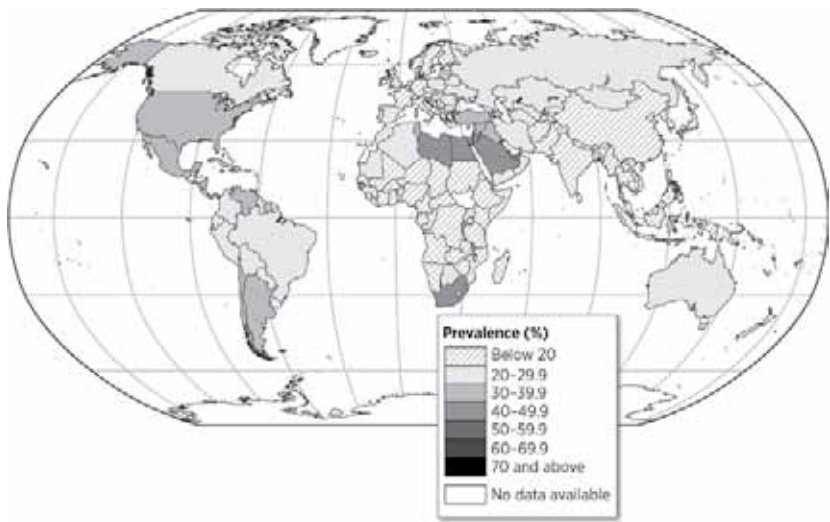 Prevalence (%)
Below 20
20–29.9
30–39.9
40–49.9
50–59.9
60–69.9
70 and above
No data available